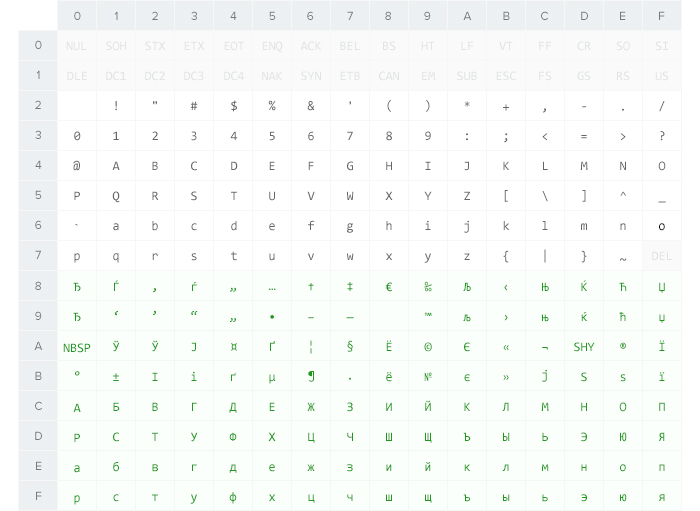 0 1 2 3 4 5 6 7 8 9 A B C D E F
0 NUL SOH STX ETX EOT ENQ ACK BEL BS HT LF VT FF CR SO SI
1 DLE DC1 DC2 DC3 DC4 NAK SYN ETB CAN EM SUB ESC FS GS RS US
2 ! " # $ % & ' ( ) * + , - . /
3 0 1 2 3 4 5 6 7 8 9 : ; < = > ?
4 @ A B C D E F G H I J K L M N O
5 P Q R S T U V W X Y Z [ \ ] ^ _
6 ` a b c d e f g h i j k l m n o
7 p q r s t u v w x y z { | } ~ DEL
8 Ђ Ѓ ‚ ѓ „ … † ‡ € ‰ Љ ‹ Њ Ќ Ћ Џ
9 Ђ ‘ ’ “ „ • – — ™ љ › њ ќ ћ џ
A NBSP Ў Ў J ¤ Ґ ¦ § Ё © Є « ¬ SHY ® Ї
B ° ± І і ґ µ ¶ · ё № є » j Ѕ ѕ ї
C А Б В Г Д Е Ж З И Й К Л М Н О П
D Р С Т У Ф Х Ц Ч Ш Щ Ъ Ы Ь Э Ю Я
E а б в г д е ж з и й к л м н о п
F р с т у ф х ц ч ш щ ъ ы ь э ю я